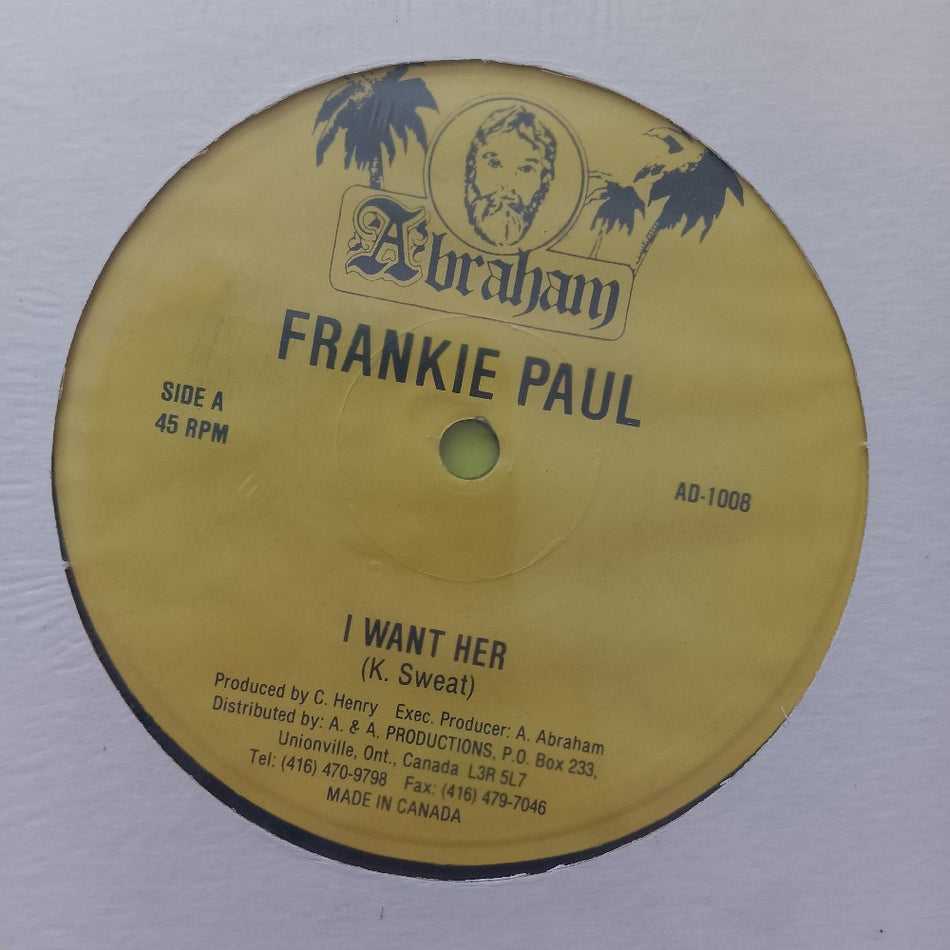 Abraham
FRANKIE PAUL
SIDE A
45 RPM
AD-1008
I WANT HER
(K. Sweat)
Produced by C. Henry Exec. Producer: A. Abraham
Distributed by: A. & A. PRODUCTIONS, P.O. Box 233,
Unionville, Ont., Canada L3R 5L7
Tel: (416) 470-9798 Fax: (416) 479-7046
MADE IN CANADA